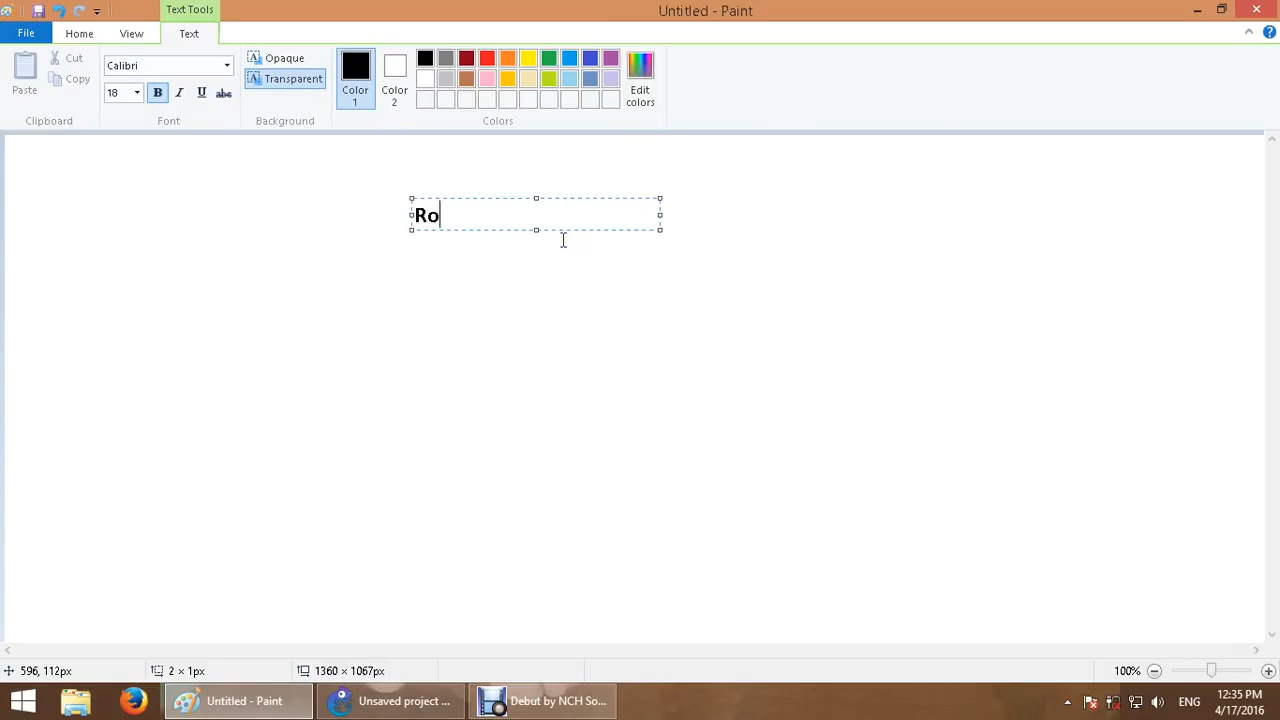 Text Tools
Untitled - Paint
File
Home
View
Text
Cut
Copy
Paste
Clipboard
Calibri
18
B
I
U
abc
Font
A Opaque
A Transparent
Background
Color
1
Color
2
Edit
colors
Colors
Ro
596, 112px
2 × 1px
1360 × 1067px
100%
Untitled - Paint
Unsaved project ...
Debut by NCH So...
ENG
12:35 PM
4/17/2016